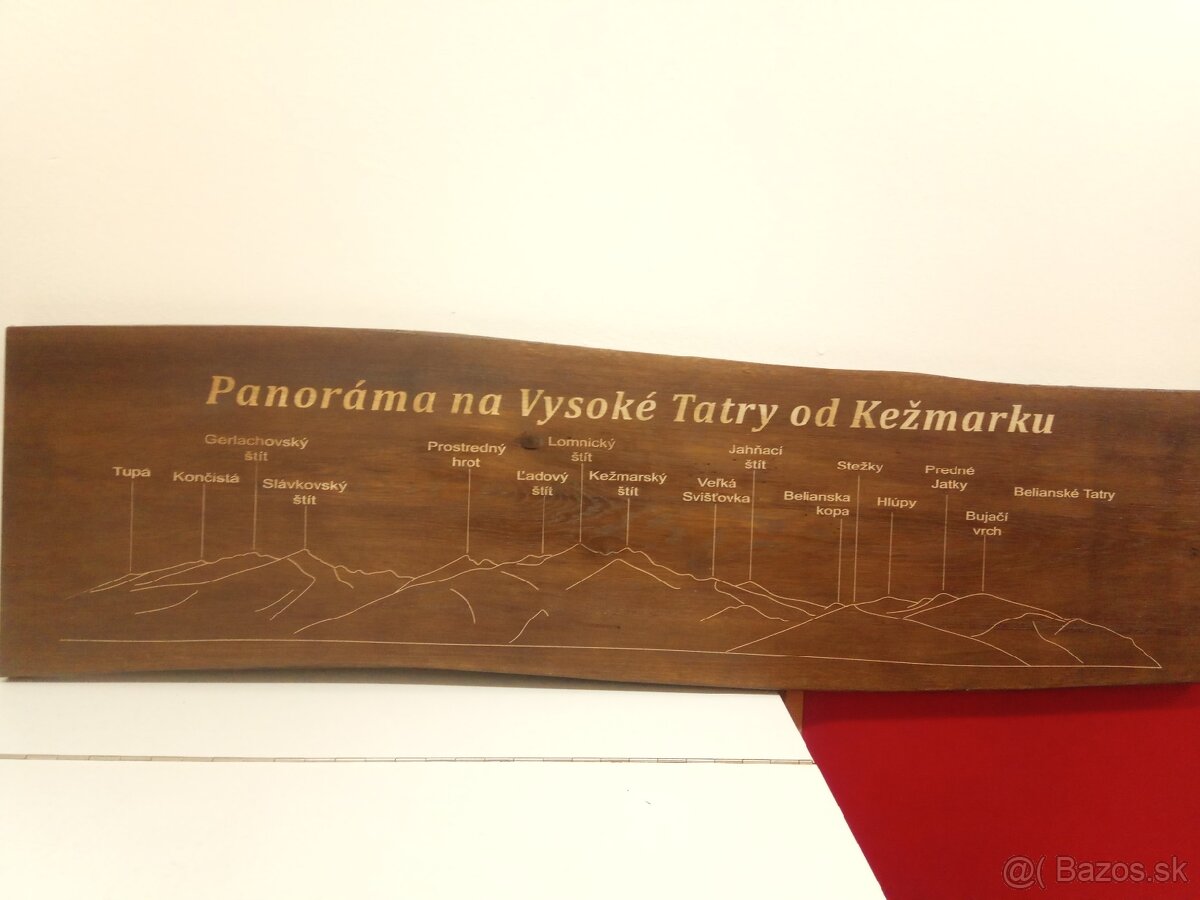 Panoráma na Vysoké Tatry od Kežmarku
Tupá
Končistá
Gerlachovský
štít
Slávkovský
štít
Prostredný
hrot
Ľadový
štít
Lomnický
štít
Kežmarský
štít
Veľká
Svišťovka
Jahňací
štít
Belianska
kopa
Stežky
Hlúpy
Predné
Jatky
Bujačí
vrch
Belianské Tatry
@( Bazos.sk